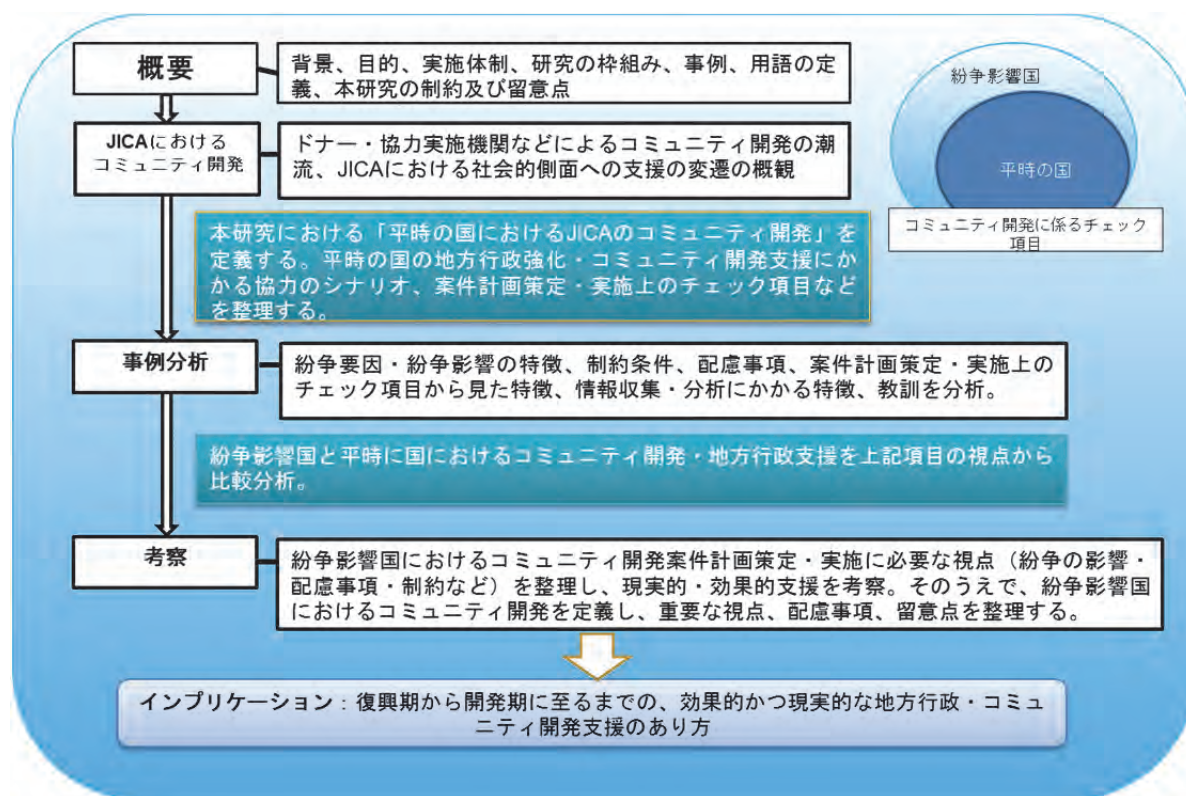 概要
背景、目的、実施体制、研究の枠組み、事例、用語の定
義、本研究の制約及び留意点
紛争影響国
平時の国
コミュニティ開発に係るチェック
項目
JICAにおける
コミュニティ開発
ドナー・協力実施機関などによるコミュニティ開発の潮
流、JICAにおける社会的側面への支援の変遷の概観
本研究における「平時の国におけるJICAのコミュニティ開発」を
定義する。平時の国の地方行政強化・コミュニティ開発支援にか
かる協力のシナリオ、案件計画策定・実施上のチェック項目など
を整理する。
事例分析
紛争要因・紛争影響の特徴、制約条件、配慮事項、案件計画策定・実施上の
チェック項目から見た特徴、情報収集・分析にかかる特徴、教訓を分析。
紛争影響国と平時に国におけるコミュニティ開発・地方行政支援を上記項目の視点から
比較分析。
考察
紛争影響国におけるコミュニティ開発案件計画策定・実施に必要な視点（紛争の影響・
配慮事項・制約など）を整理し、現実的・効果的支援を考察。そのうえで、紛争影響国
におけるコミュニティ開発を定義し、重要な視点、配慮事項、留意点を整理する。
インプリケーション：復興期から開発期に至るまでの、効果的かつ現実的な地方行政・コミュ
ニティ開発支援のあり方